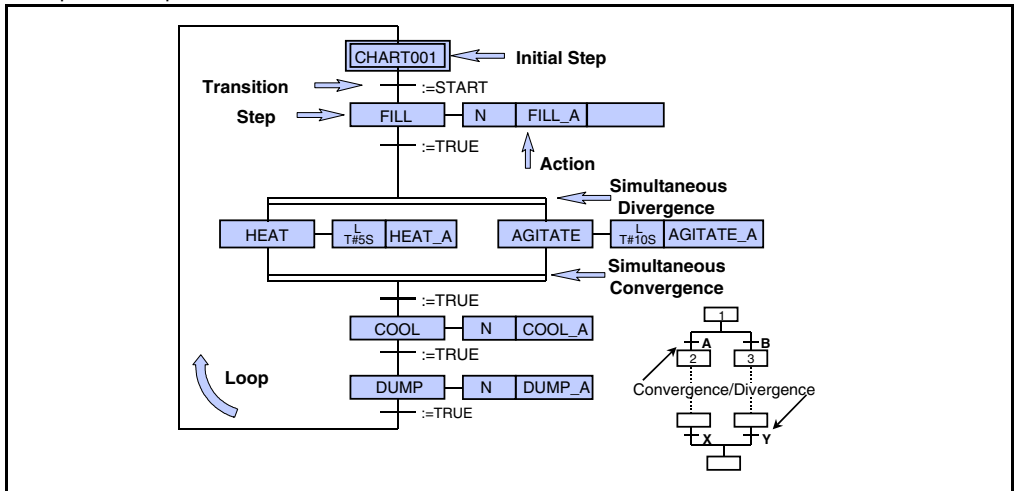 CHART001
Initial Step
Transition
:=START
Step
FILL
N
FILL_A
:=TRUE
Action
Simultaneous
Divergence
HEAT
L
T#5S
HEAT_A
AGITATE
L
T#10S
AGITATE_A
Simultaneous
Convergence
:=TRUE
COOL
N
COOL_A
:=TRUE
Loop
DUMP
N
DUMP_A
:=TRUE
1
A
B
2
3
Convergence/Divergence
X
Y